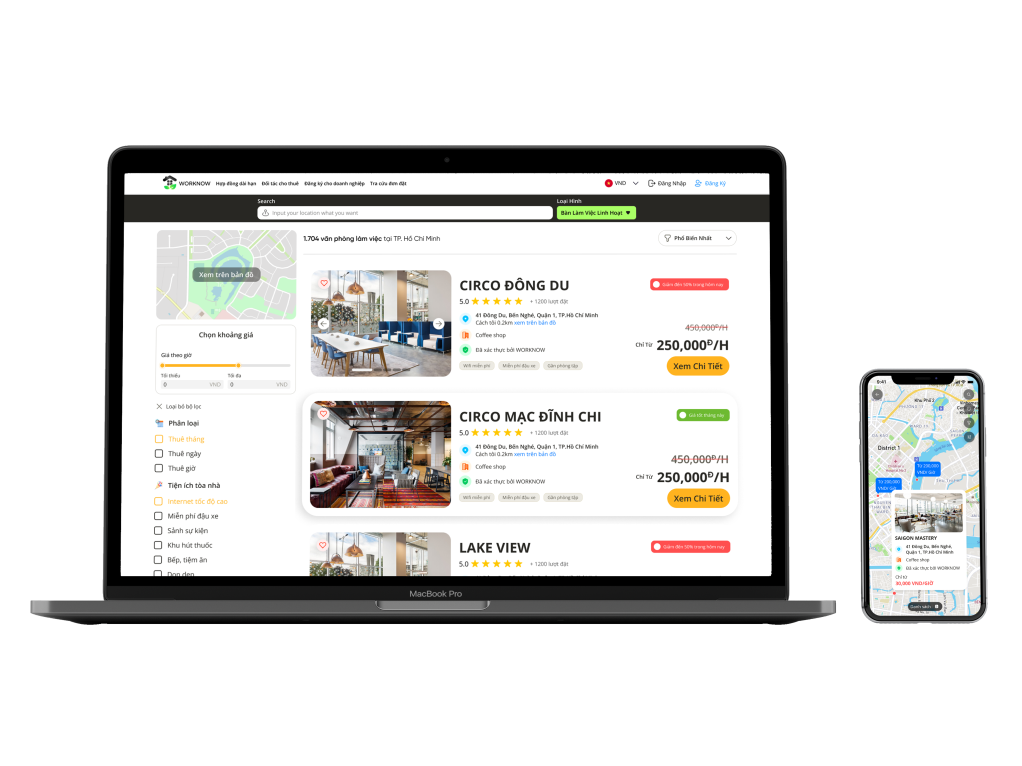 WORKNOW Hợp đồng dài hạn Đối tác cho thuê Đăng ký cho doanh nghiệp Tra cứu đơn đặt VND Đăng Nhập Đăng Ký
Search Loại Hình
Input your location what you want Bàn Làm Việc Linh Hoạt
Xem trên bản đồ
Chọn khoảng giá
Giá theo giờ
Tối thiểu Tối đa
0 VND 0 VND
Loại bỏ bộ lọc
Phân loại
Thuê tháng
Thuê ngày
Thuê giờ
Tiện ích tòa nhà
Internet tốc độ cao
Miễn phí đậu xe
Sảnh sự kiện
Khu hút thuốc
Bếp, tiệm ăn
Dọn dẹp
1.704 văn phòng làm việc tại TP. Hồ Chí Minh
Phổ Biến Nhất
CIRCO ĐÔNG DU
Giảm đến 50% trong hôm nay
5.0 + 1200 lượt đặt
41 Đông Du, Bến Nghé, Quận 1, TP.Hồ Chí Minh
Cách tôi 0.2km xem trên bản đồ
Coffee shop
Đã xác thực bởi WORKNOW
Wifi miễn phí Miễn phí đậu xe Gần phòng tập
450,000Đ/H
Chỉ Từ 250,000Đ/H
Xem Chi Tiết
CIRCO MẠC ĐĨNH CHI
Giá tốt tháng này
5.0 + 1200 lượt đặt
41 Đông Du, Bến Nghé, Quận 1, TP.Hồ Chí Minh
Cách tôi 0.2km xem trên bản đồ
Coffee shop
Đã xác thực bởi WORKNOW
Wifi miễn phí Miễn phí đậu xe Gần phòng tập
450,000Đ/H
Chỉ Từ 250,000Đ/H
Xem Chi Tiết
LAKE VIEW
Giảm đến 50% trong hôm nay
5.0 + 1200 lượt đặt
MacBook Pro
9:41
Khu Phố 2
District 1
Từ 200,000
VND/ Giờ
Từ 200,000
VND/ Giờ
SAIGON MASTERY
41 Đông Du, Bến Nghé,
Quận 1, TP.Hồ Chí Minh
Coffee shop
Đã xác thực bởi WORKNOW
Chỉ từ
30,000 VND/GIỜ
Danh sách